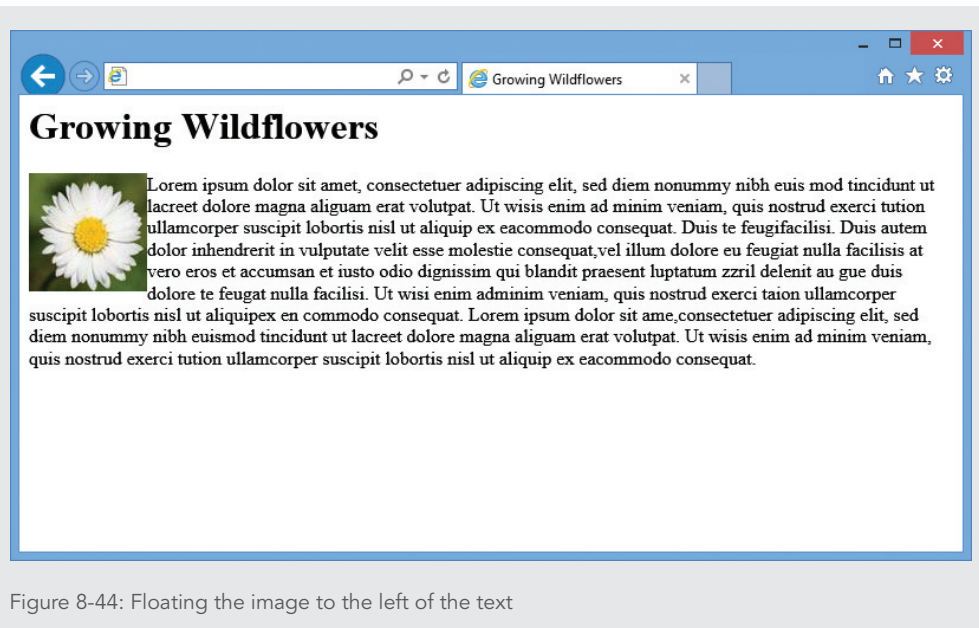 Growing Wildflowers
Growing Wildflowers
Lorem ipsum dolor sit amet, consectetuer adipiscing elit, sed diem nonummy nibh euis mod tincidunt ut
lacreet dolore magna aliguam erat volutpat. Ut wisis enim ad minim veniam, quis nostrud exerci tution
ullamcorper suscipit lobortis nisl ut aliquip ex eacommodo consequat. Duis te feugifacilisi. Duis autem
dolor inhendrerit in vulputate velit esse molestie consequat,vel illum dolore eu feugiat nulla facilisis at
vero eros et accumsan et iusto odio dignissim qui blandit praesent luptatum zzril delenit au gue duis
dolore te feugat nulla facilisi. Ut wisi enim adminim veniam, quis nostrud exerci taion ullamcorper
suscipit lobortis nisl ut aliquipex en commodo consequat. Lorem ipsum dolor sit ame,consectetuer adipiscing elit, sed
diem nonummy nibh euismod tincidunt ut lacreet dolore magna aliguam erat volutpat. Ut wisis enim ad minim veniam,
quis nostrud exerci tution ullamcorper suscipit lobortis nisl ut aliquip ex eacommodo consequat.
Figure 8-44: Floating the image to the left of the text